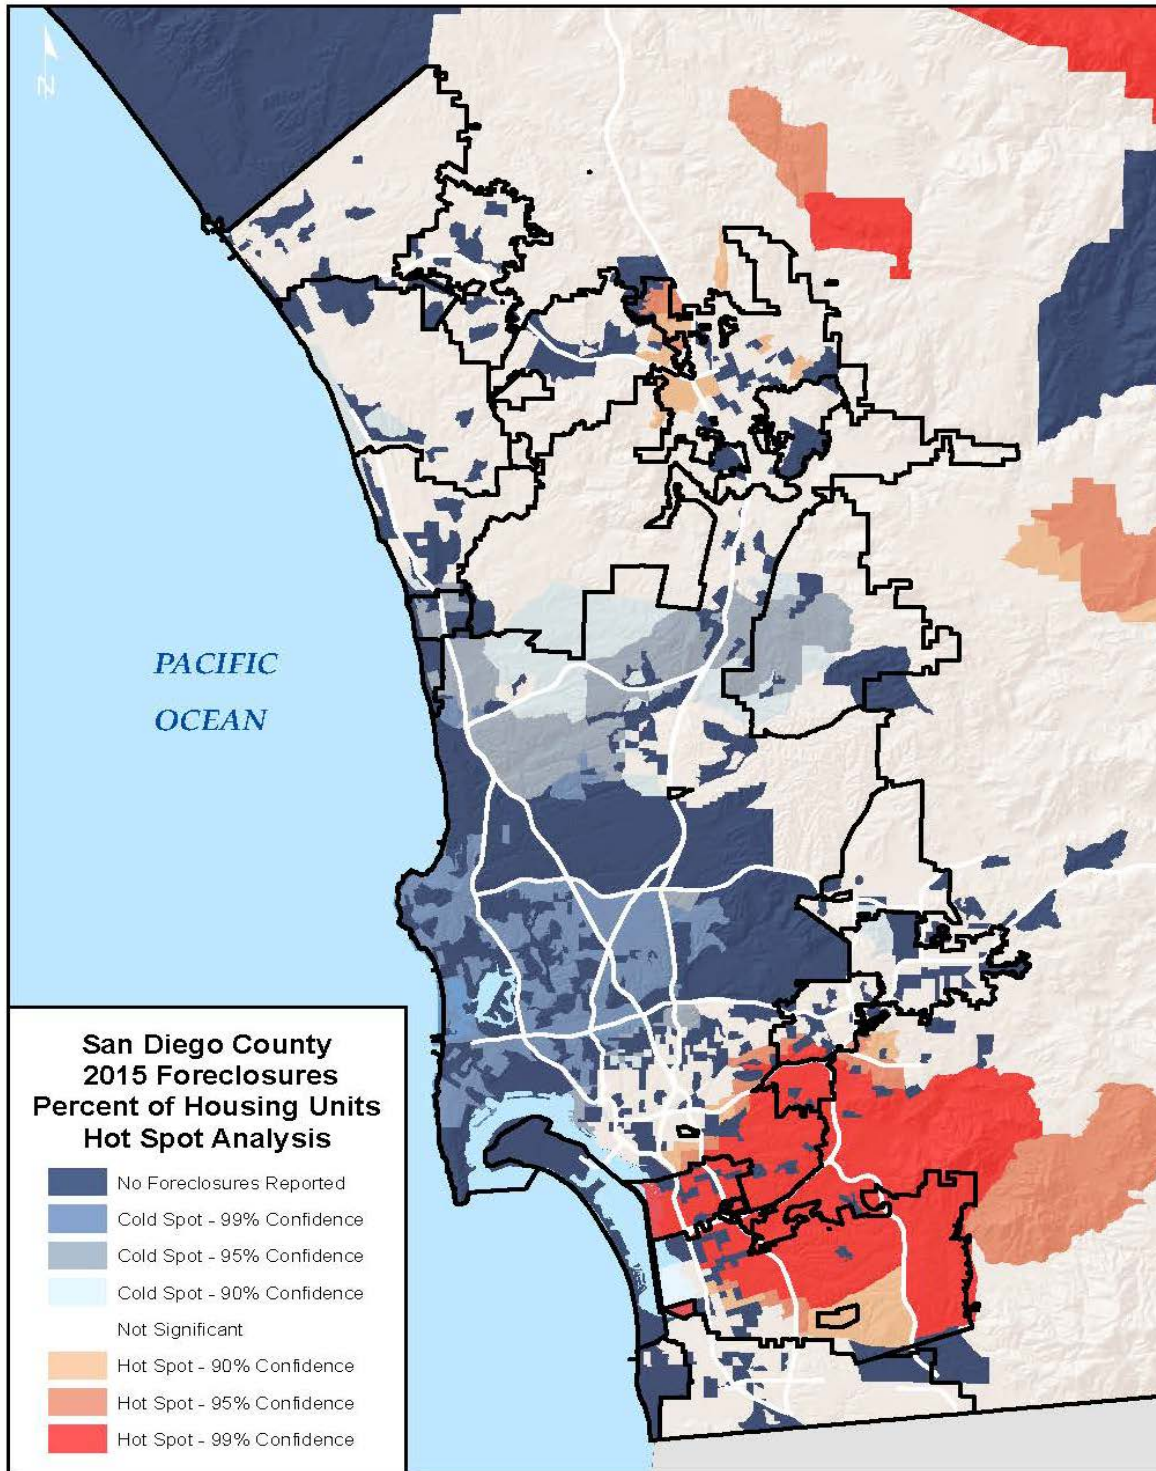 N
PACIFIC
OCEAN
San Diego County
2015 Foreclosures
Percent of Housing Units
Hot Spot Analysis
No Foreclosures Reported
Cold Spot - 99% Confidence
Cold Spot - 95% Confidence
Cold Spot - 90% Confidence
Not Significant
Hot Spot - 90% Confidence
Hot Spot - 95% Confidence
Hot Spot - 99% Confidence